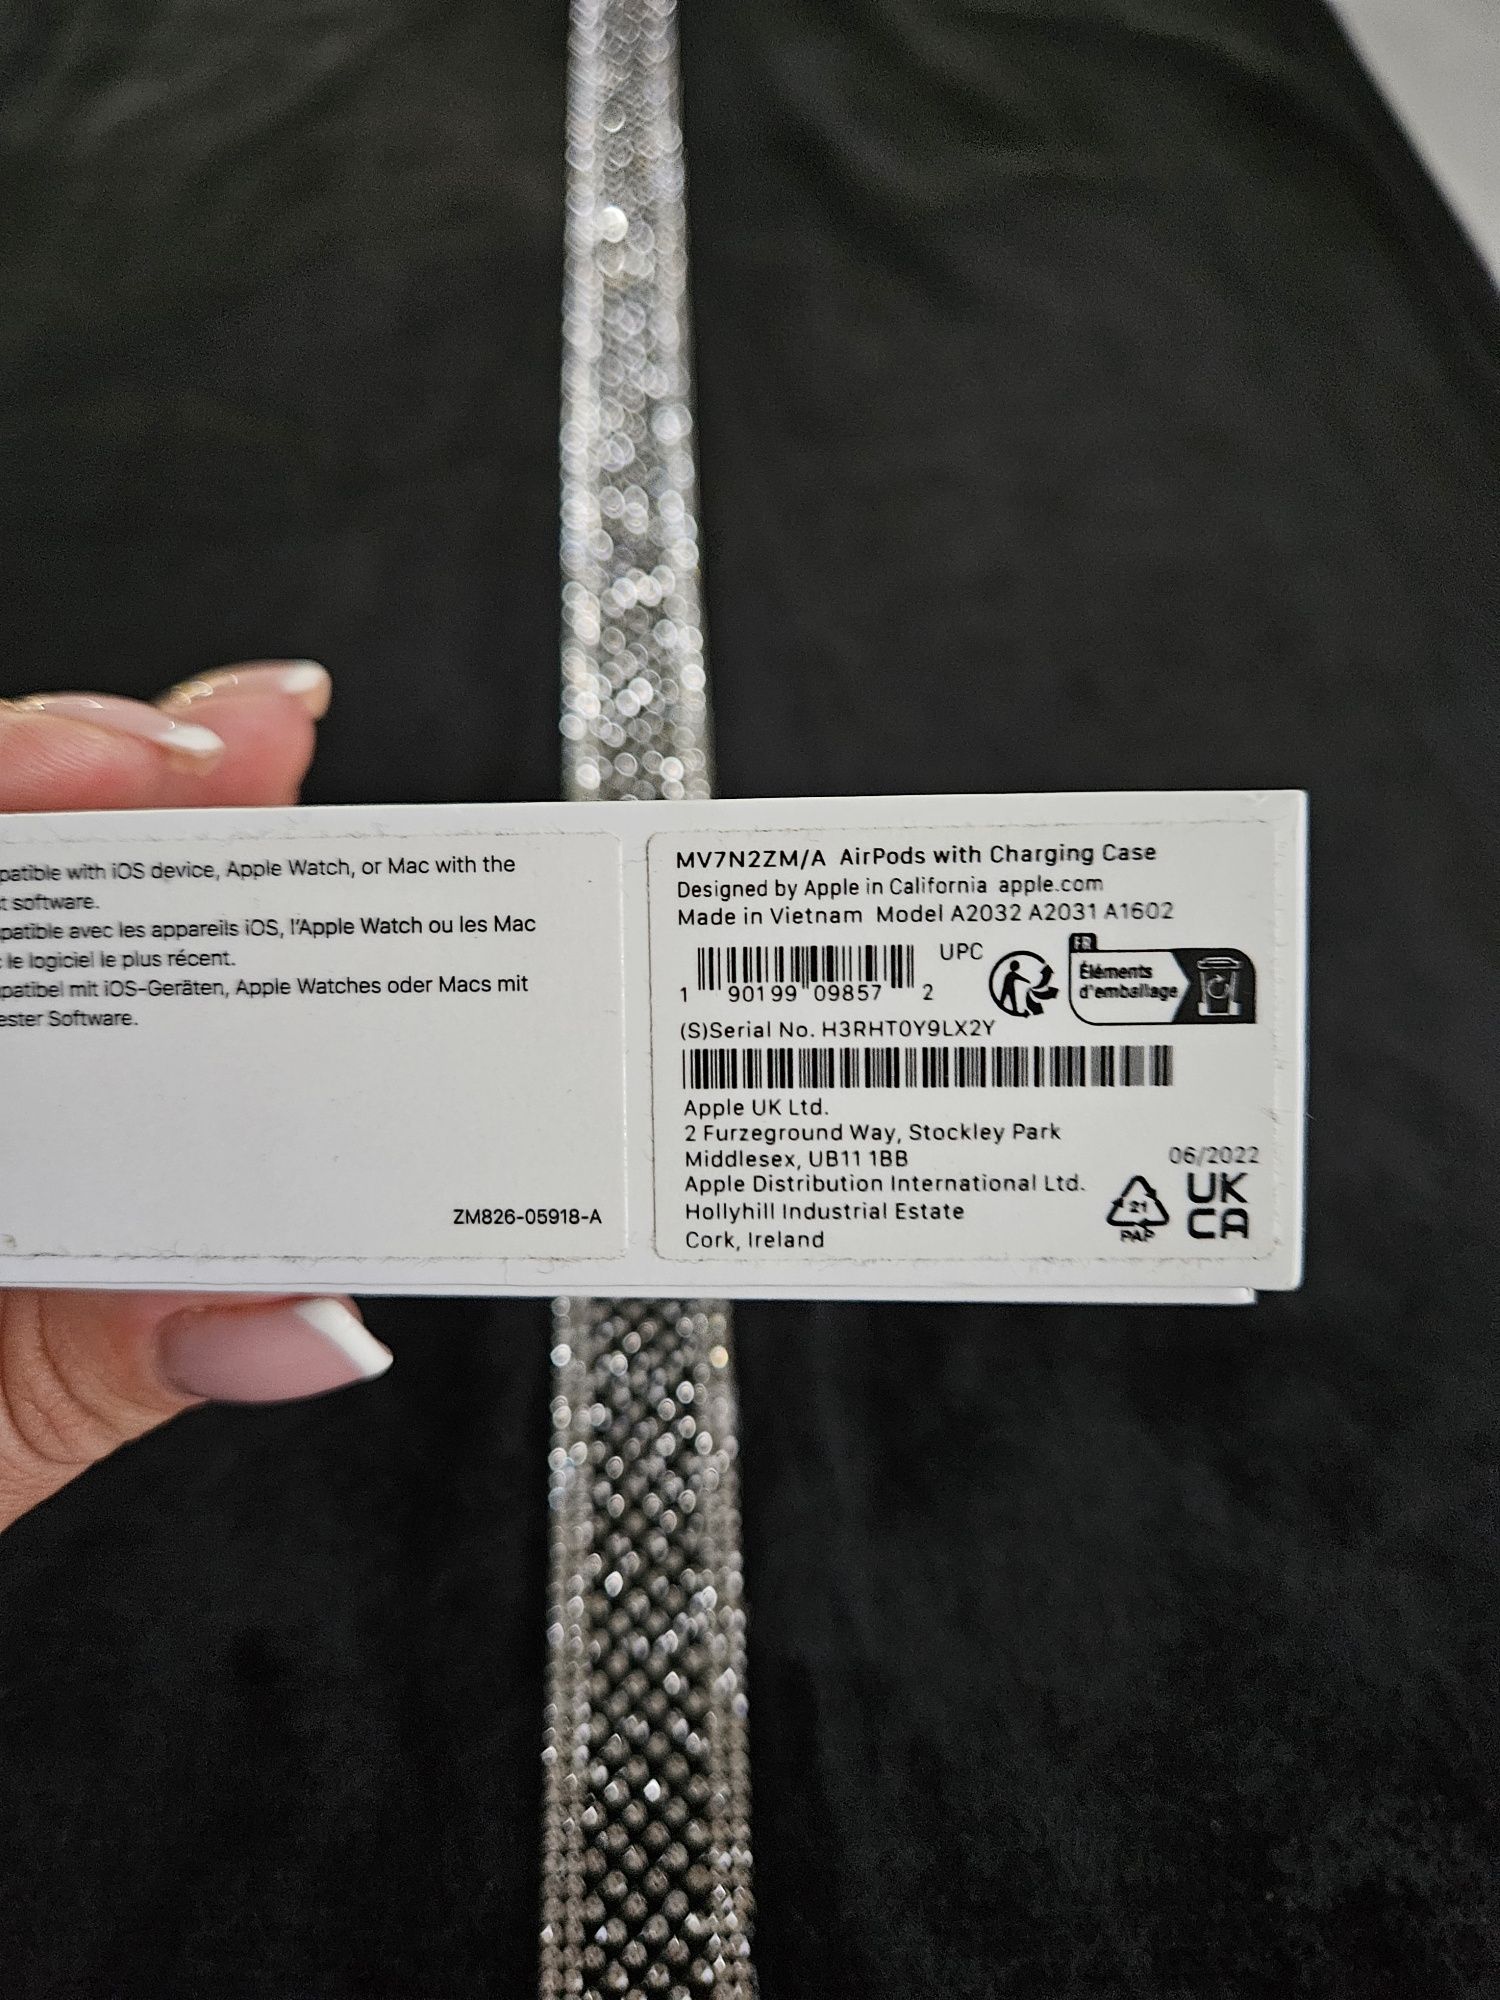 patible with iOS device, Apple Watch, or Mac with the
t software.
patible avec les appareils iOS, l'Apple Watch ou les Mac
le logiciel le plus récent.
patibel mit iOS-Geräten, Apple Watches oder Macs mit
ester Software.
ZM826-05918-A
MV7N2ZM/A AirPods with Charging Case
Designed by Apple in California apple.com
Made in Vietnam Model A2032 A2031 A1602
UPC
1 90199 09857 2
FR
Éléments
d'emballage
(S)Serial No. H3RHT0Y9LX2Y
Apple UK Ltd.
2 Furzeground Way, Stockley Park
Middlesex, UB11 1BB
Apple Distribution International Ltd.
Hollyhill Industrial Estate
Cork, Ireland
06/2022
21
PAP
UK
CA